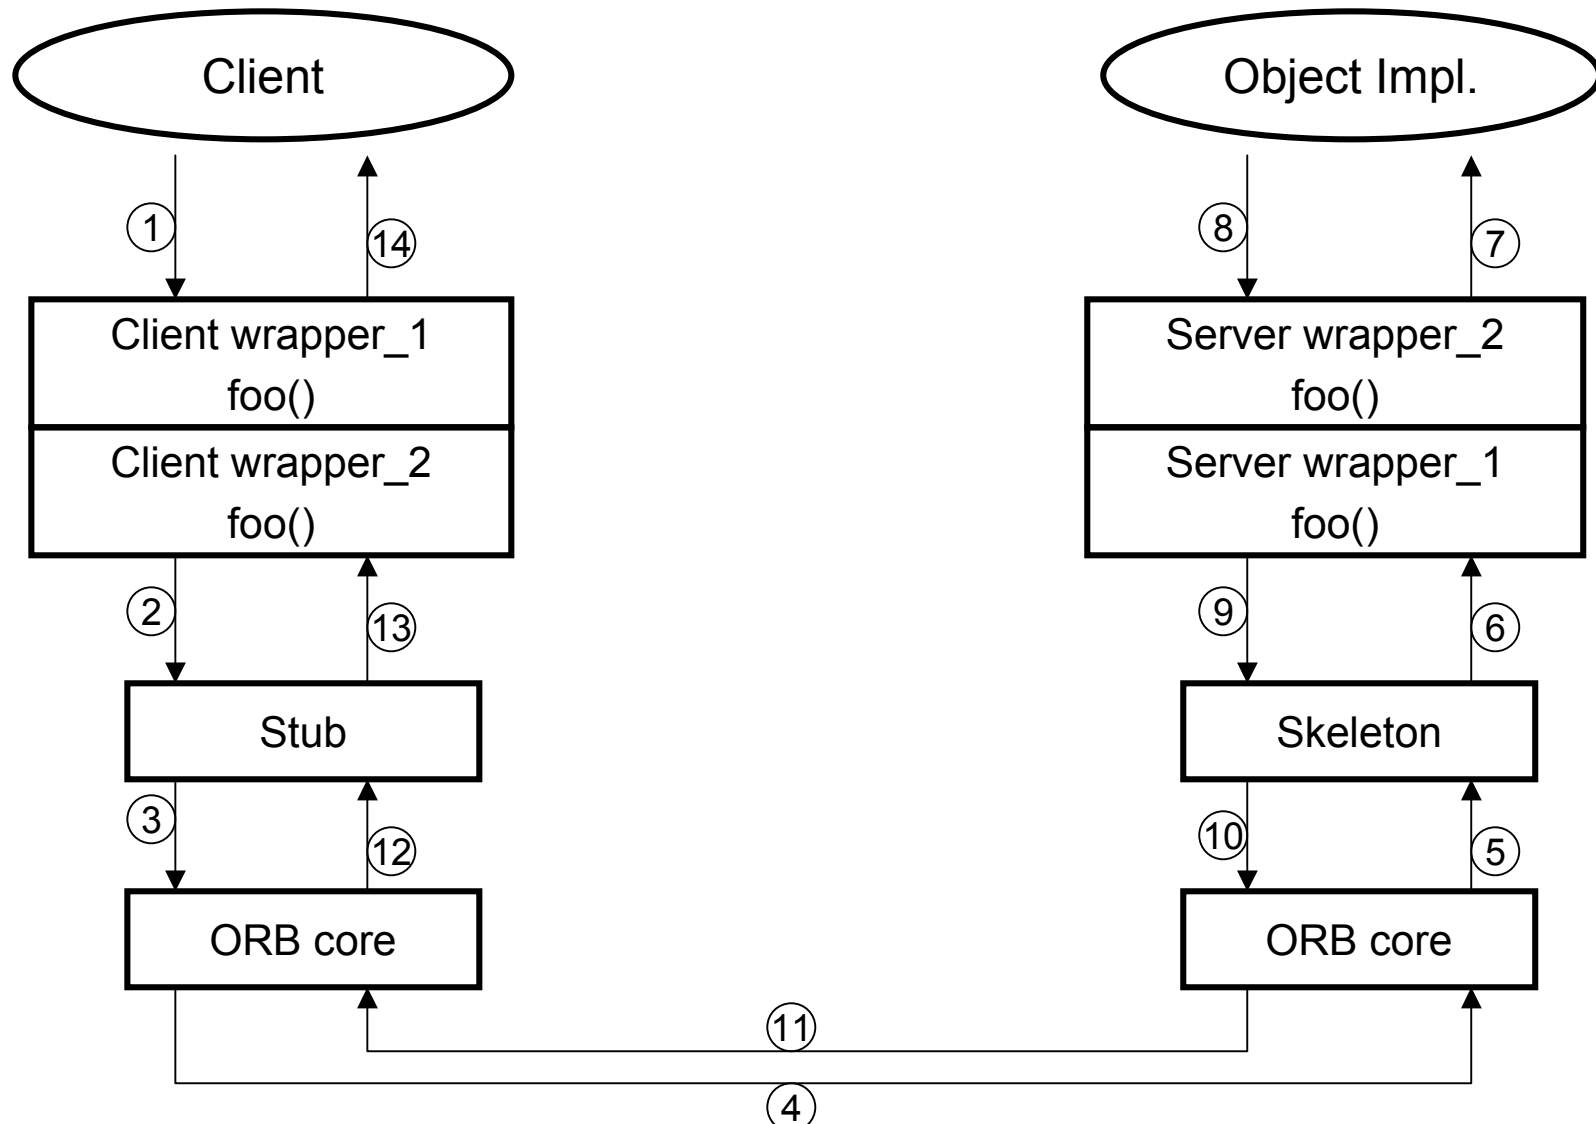 Client
Object Impl.
1
14
8
7
Client wrapper_1
foo()
Client wrapper_2
foo()
Server wrapper_2
foo()
Server wrapper_1
foo()
2
13
9
6
Stub
Skeleton
3
12
10
5
ORB core
ORB core
11
4